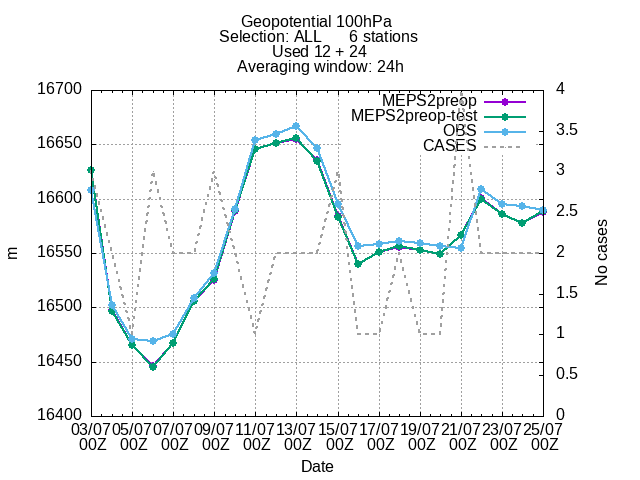 Geopotential 100hPa
Selection: ALL 6 stations
Used 12 + 24
Averaging window: 24h
MEPS2preop
MEPS2preop-test
OBS
CASES
m
16700
16650
16600
16550
16500
16450
16400
4
3.5
3
2.5
2
1.5
1
0.5
0
No cases
03/07 05/07 07/07 09/07 11/07 13/07 15/07 17/07 19/07 21/07 23/07 25/07
00Z 00Z 00Z 00Z 00Z 00Z 00Z 00Z 00Z 00Z 00Z 00Z
Date